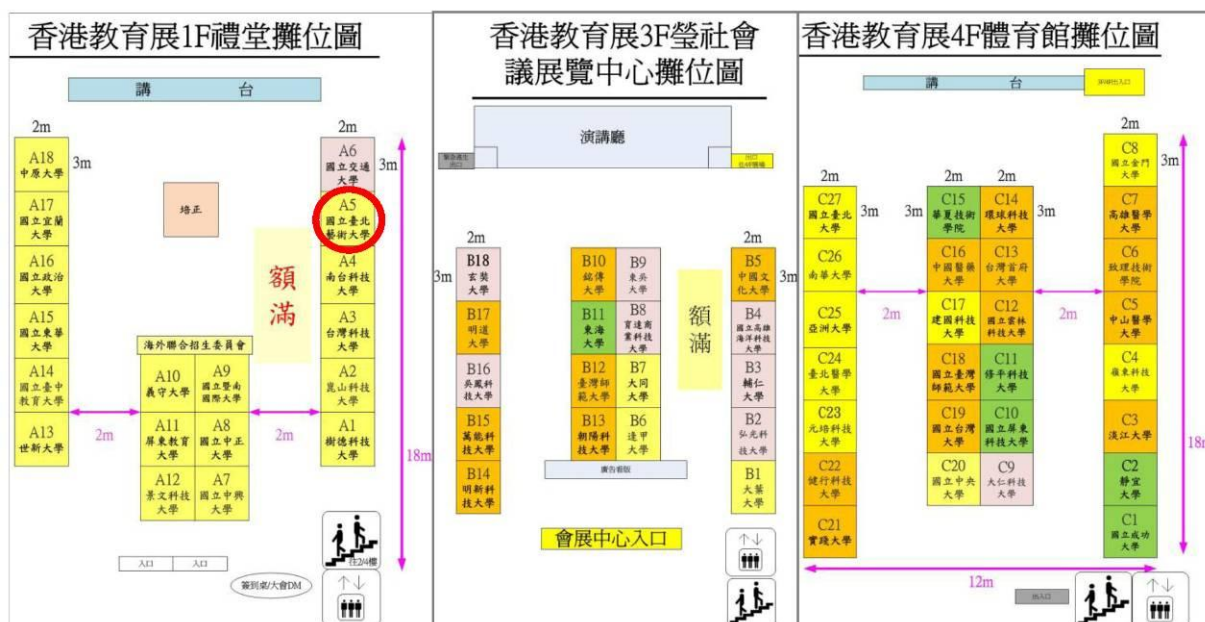 香港教育展1F禮堂攤位圖
講 台
2m
2m
A18
中原大學
3m
A17
國立宜蘭
大學
A16
國立政治
大學
A15
國立東華
大學
A14
國立臺中
教育大學
A13
世新大學
培正
額滿
海外聯合招生委員會
A10
義守大學
A9
國立暨南
國際大學
A11
屏東教育
大學
A8
國立中正
大學
A12
景文科技
大學
A7
國立中興
大學
2m
2m
A6
國立交通
大學
3m
A5
國立臺北
藝術大學
A4
南台科技
大學
A3
台灣科技
大學
A2
崑山科技
大學
A1
樹德科技
大學
18m
入口
入口
簽到桌/大會DM
往2/4樓
香港教育展3F瑩社會
議展覽中心攤位圖
演講廳
緊急逃生
出口
出口
2m
3m
B18
玄奘
大學
B17
明道
大學
B16
吳鳳科
技大學
B15
萬能科
技大學
B14
明新科
技大學
B10
銘傳
大學
B9
東吳
大學
B11
東海
大學
B8
育達商
業科技大學
B12
臺灣師
範大學
B7
大同
大學
B13
朝陽科
技大學
B6
逢甲
大學
廣告看版
額滿
2m
3m
B5
中國文
化大學
B4
國立高雄
海洋科技大學
B3
輔仁
大學
B2
弘光科
技大學
B1
大葉
大學
會展中心入口
香港教育展4F體育館攤位圖
講 台
2m
3m
C27
國立臺北
大學
C26
南華大學
C25
亞洲大學
C24
臺北醫學
大學
C23
元培科技
大學
C22
健行科技
大學
C21
實踐大學
2m
2m
3m
3m
C15
華夏技術
學院
C14
環球科技
大學
C16
中國醫藥
大學
C13
台灣首府
大學
C17
建國科技
大學
C12
國立雲林
科技大學
C18
國立臺灣
師範大學
C11
修平科技
大學
C19
國立台灣
大學
C10
國立屏東
科技大學
C20
國立中央
大學
C9
大仁科技
大學
2m
2m
2m
3m
C8
國立金門
大學
C7
高雄醫學
大學
C6
致理技術
學院
C5
中山醫學
大學
C4
嶺東科技
大學
C3
淡江大學
C2
靜宜
大學
C1
國立成功
大學
18m
12m
出入口